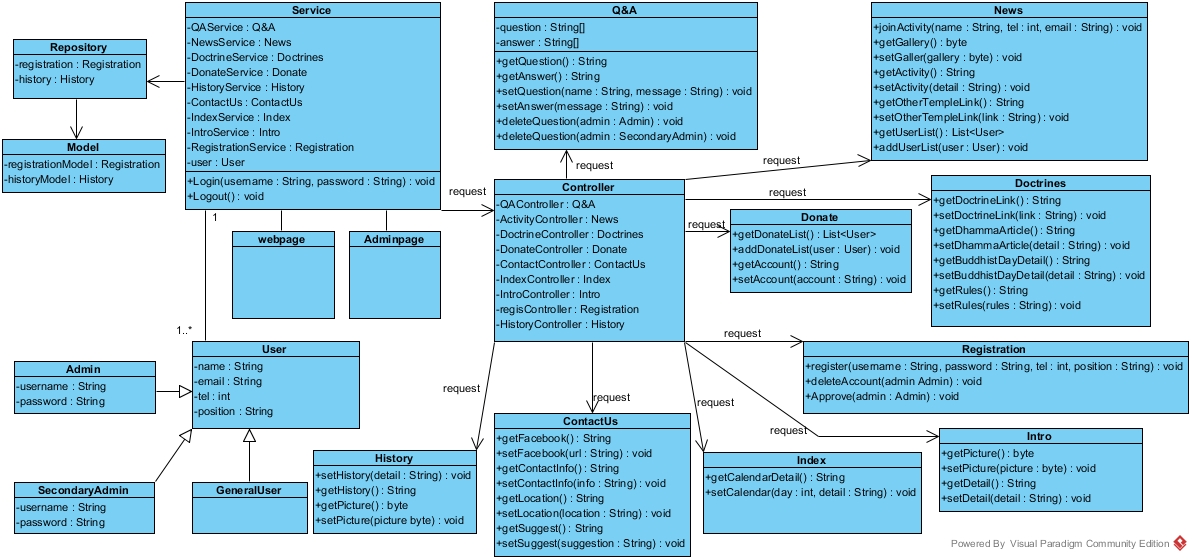 Repository
-registration : Registration
-history : History
Model
-registrationModel : Registration
-historyModel : History
Service
-QAService : Q&A
-NewsService : News
-DoctrineService : Doctrines
-DonateService : Donate
-HistoryService : History
-ContactUs : ContactUs
-IndexService : Index
-IntroService : Intro
-RegistrationService : Registration
-user : User
+Login(username : String, password : String) : void
+Logout() : void
webpage
Adminpage
1
1..*
User
-name : String
-email : String
-tel : int
-position : String
Admin
-username : String
-password : String
SecondaryAdmin
-username : String
-password : String
GeneralUser
Q&A
-question : String[]
-answer : String[]
+getQuestion() : String
+getAnswer() : String
+setQuestion(name : String, message : String) : void
+setAnswer(message : String) : void
+deleteQuestion(admin : Admin) : void
+deleteQuestion(admin : SecondaryAdmin) : void
request
request
request
request
request
Controller
-QAController : Q&A
-ActivityController : News
-DoctrineController : Doctrines
-DonateController : Donate
-ContactController : ContactUs
-IndexController : Index
-IntroController : Intro
-regisController : Registration
-HistoryController : History
News
+joinActivity(name : String, tel : int, email : String) : void
+getGallery() : byte
+setGaller(gallery : byte) : void
+getActivity() : String
+setActivity(detail : String) : void
+getOtherTempleLink() : String
+setOtherTempleLink(link : String) : void
+getUserList() : List<User>
+addUserList(user : User) : void
Donate
+getDonateList() : List<User>
+addDonateList(user : User) : void
+getAccount() : String
+setAccount(account : String) : void
Doctrines
+getDoctrineLink() : String
+setDoctrineLink(link : String) : void
+getDhammaArticle() : String
+setDhammaArticle(detail : String) : void
+getBuddhistDayDetail() : String
+setBuddhistDayDetail(detail : String) : void
+getRules() : String
+setRules(rules : String) : void
request
Registration
+register(username : String, password : String, tel : int, position : String) : void
+deleteAccount(admin Admin) : void
+Approve(admin : Admin) : void
request
request
request
request
History
+setHistory(detail : String) : void
+getHistory() : String
+getPicture() : byte
+setPicture(picture byte) : void
ContactUs
+getFacebook() : String
+setFacebook(url : String) : void
+getContactInfo() : String
+setContactInfo(info : String) : void
+getLocation() : String
+setLocation(location : String) : void
+getSuggest() : String
+setSuggest(suggestion : String) : void
Index
+getCalendarDetail() : String
+setCalendar(day : int, detail : String) : void
Intro
+getPicture() : byte
+setPicture(picture : byte) : void
+getDetail() : String
+setDetail(detail : String) : void
Powered By Visual Paradigm Community Edition